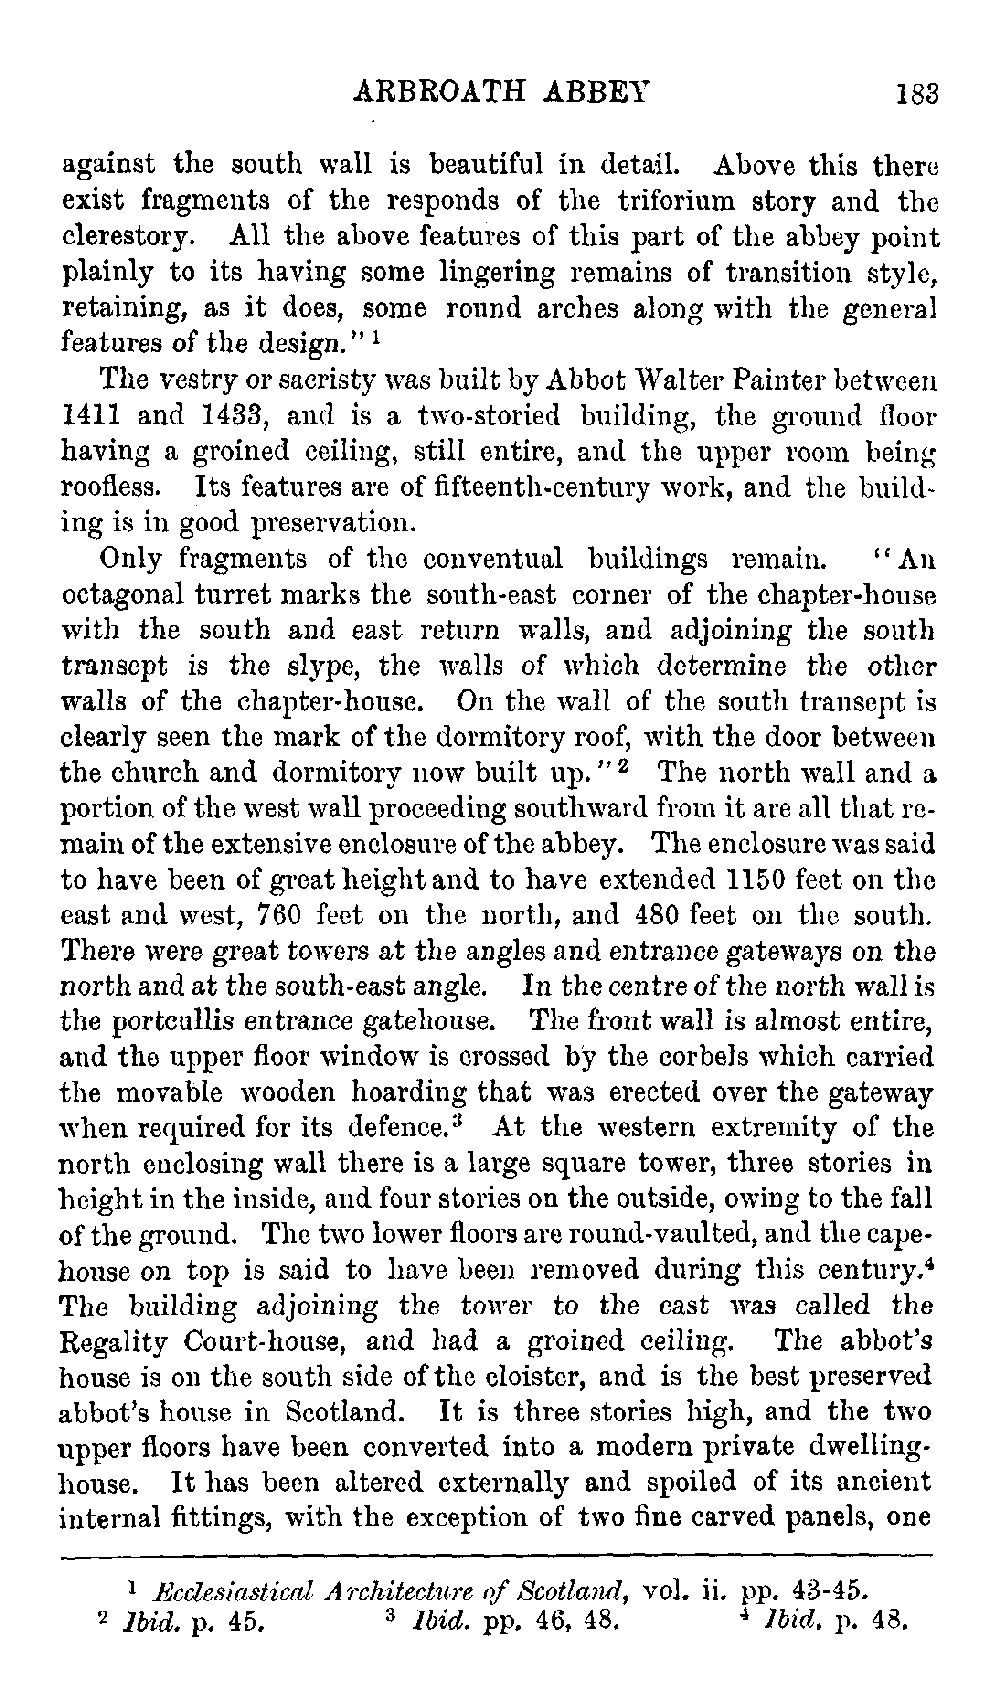 ARBROATH ABBEY 183
against the south wall is beautiful in detail. Above this there
exist fragments of the responds of the triforium story and the
clerestory. All the above features of this part of the abbey point
plainly to its having some lingering remains of transition style,
retaining, as it does, some round arches along with the general
features of the design." 1
The vestry or sacristy was built by Abbot Walter Painter between
1411 and 1433, and is a two-storied building, the ground floor
having a groined ceiling, still entire, and the upper room being
roofless. Its features are of fifteenth-century work, and the build-
ing is in good preservation.
Only fragments of the conventual buildings remain. "An
octagonal turret marks the south-east corner of the chapter-house
with the south and east return walls, and adjoining the south
transept is the slype, the walls of which determine the other
walls of the chapter-house. On the wall of the south transept is
clearly seen the mark of the dormitory roof, with the door between
the church and dormitory now built up." 2 The north wall and a
portion of the west wall proceeding southward from it are all that re-
main of the extensive enclosure of the abbey. The enclosure was said
to have been of great height and to have extended 1150 feet on the
east and west, 760 feet on the north, and 480 feet on the south.
There were great towers at the angles and entrance gateways on the
north and at the south-east angle. In the centre of the north wall is
the portcullis entrance gatehouse. The front wall is almost entire,
and the upper floor window is crossed by the corbels which carried
the movable wooden hoarding that was erected over the gateway
when required for its defence.3 At the western extremity of the
north enclosing wall there is a large square tower, three stories in
height in the inside, and four stories on the outside, owing to the fall
of the ground. The two lower floors are round-vaulted, and the cape-
house on top is said to have been removed during this century.4
The building adjoining the tower to the east was called the
Regality Court-house, and had a groined ceiling. The abbot's
house is on the south side of the cloister, and is the best preserved
abbot's house in Scotland. It is three stories high, and the two
upper floors have been converted into a modern private dwelling-
house. It has been altered externally and spoiled of its ancient
internal fittings, with the exception of two fine carved panels, one
1 Ecclesiastical Architecture of Scotland, vol. ii. pp. 43-45.
2 Ibid. p. 45. 3 Ibid. pp. 46, 48. 4 Ibid. p. 48.